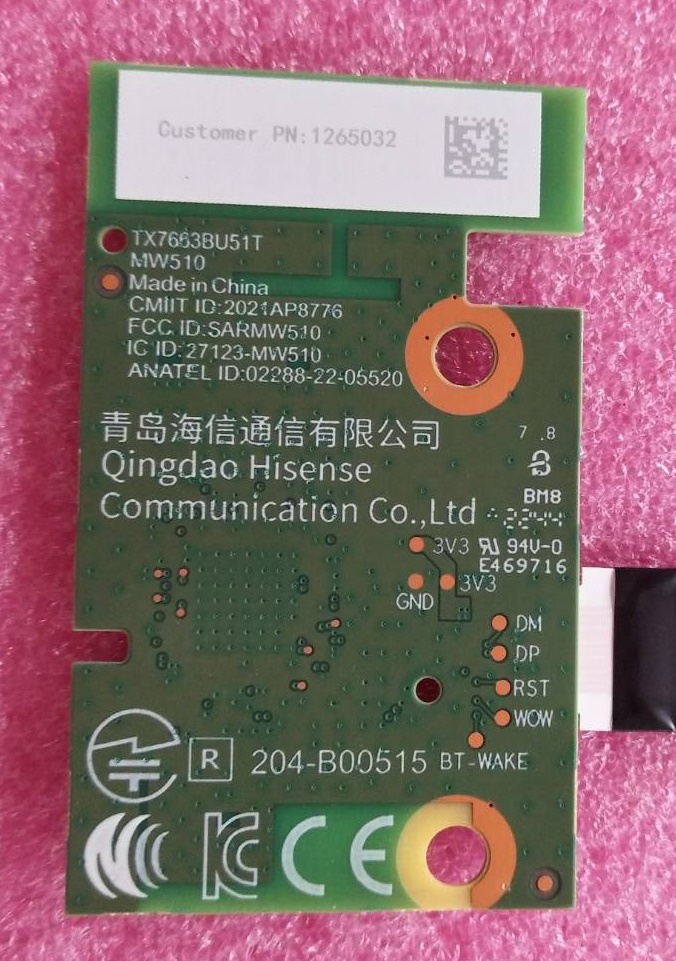 Customer PN:1265032
TX7663BU51T
MW510
Made in China
CMIIT ID:2021AP8776
FCC ID:SARMW510
IC ID:27123-MW510
ANATEL ID:02288-22-05520
青岛海信通信有限公司
Qingdao Hisense
Communication Co.,Ltd
7 .8
BM8
2244
94V-0
E469716
3V3
3V3
GND
DM
DP
RST
WOW
BT-WAKE
R 204-B00515
CE